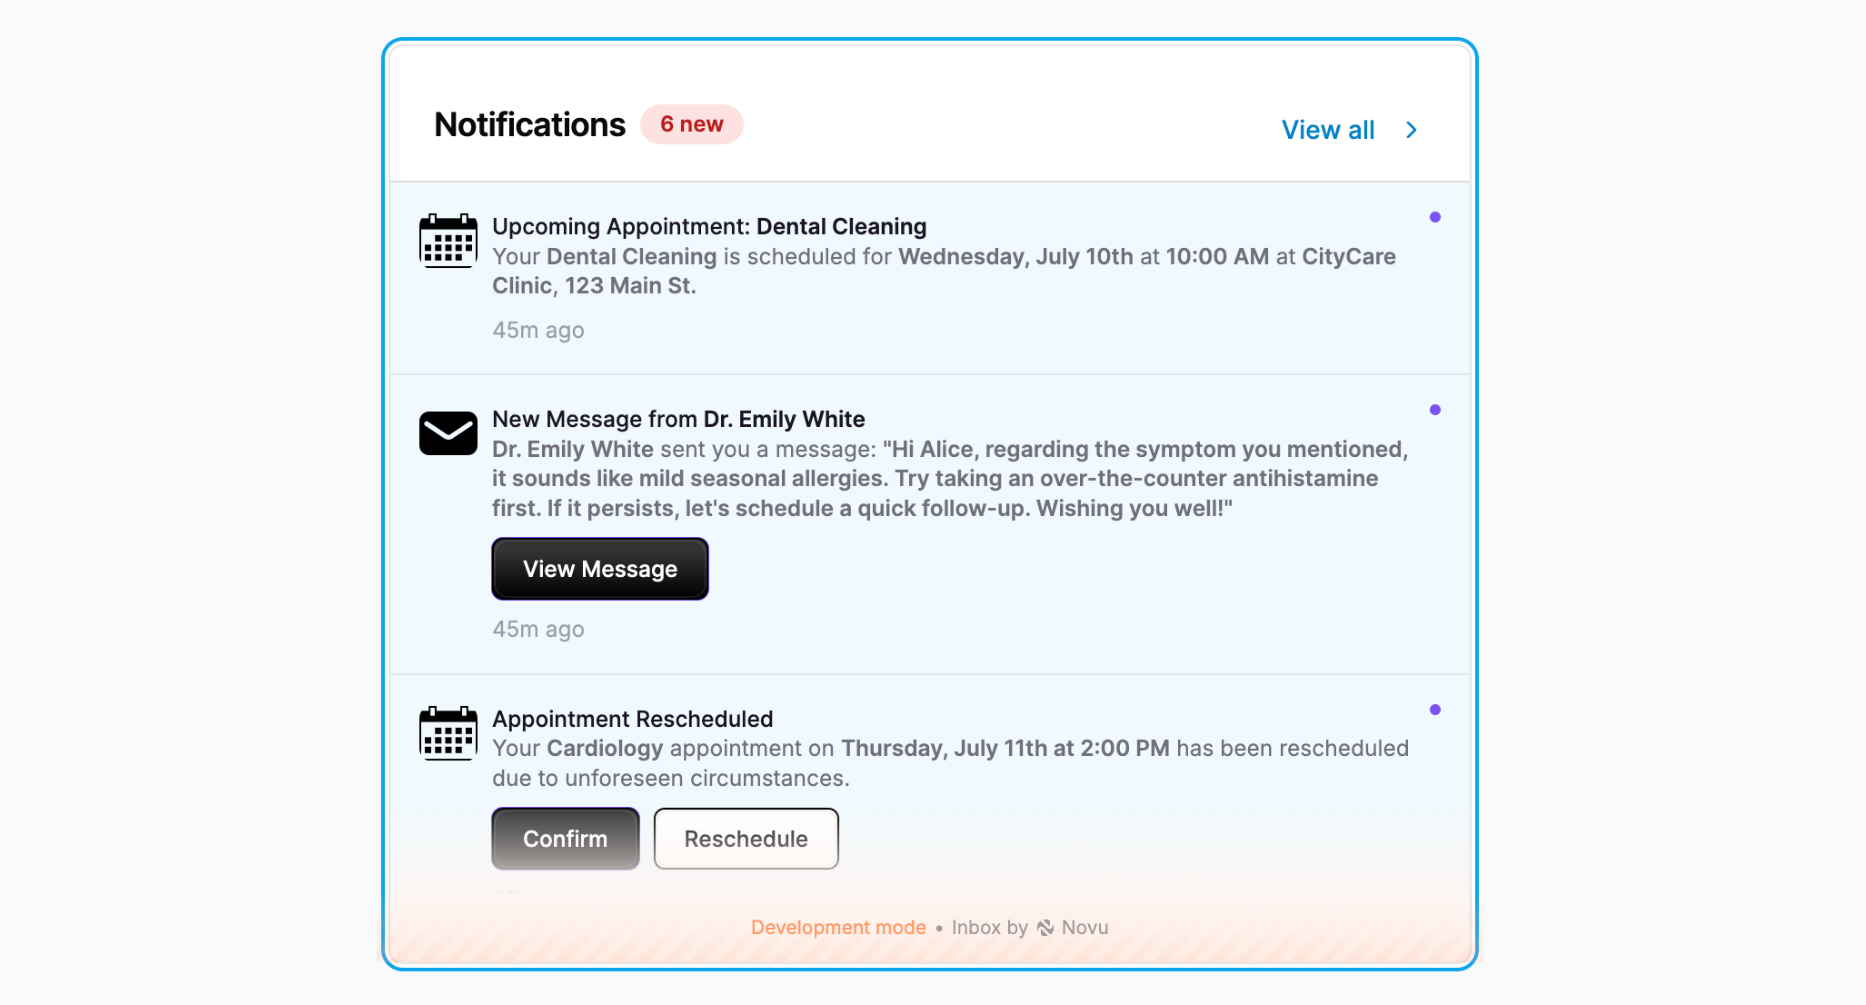 Notifications 6 new View all
Upcoming Appointment: Dental Cleaning
Your Dental Cleaning is scheduled for Wednesday, July 10th at 10:00 AM at CityCare
Clinic, 123 Main St.
45m ago
New Message from Dr. Emily White
Dr. Emily White sent you a message: "Hi Alice, regarding the symptom you mentioned,
it sounds like mild seasonal allergies. Try taking an over-the-counter antihistamine
first. If it persists, let's schedule a quick follow-up. Wishing you well!"
View Message
45m ago
Appointment Rescheduled
Your Cardiology appointment on Thursday, July 11th at 2:00 PM has been rescheduled
due to unforeseen circumstances.
Confirm Reschedule
Development mode • Inbox by Novu